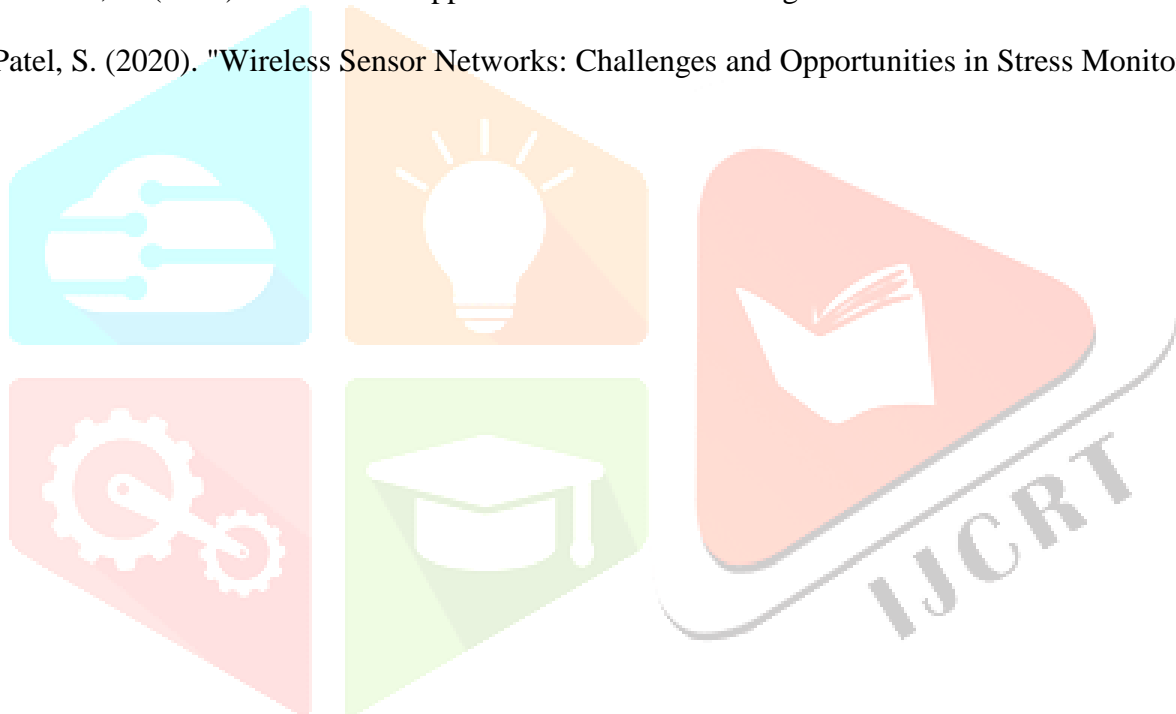 Patel, S. (2020). "Wireless Sensor Networks: Challenges and Opportunities in Stress Monito
IJCRT